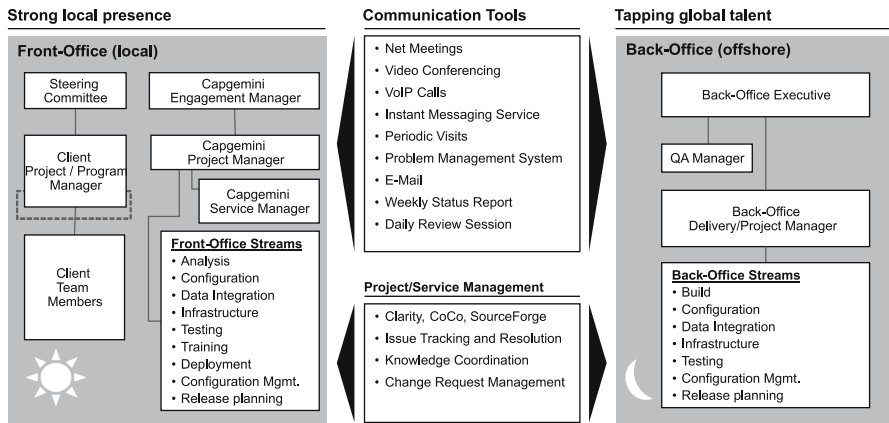 Strong local presence
Front-Office (local)
Steering
Committee
Client
Project / Program
Manager
Client
Team
Members
Capgemini
Engagement Manager
Capgemini
Project Manager
Capgemini
Service Manager
Front-Office Streams
• Analysis
• Configuration
• Data Integration
• Infrastructure
• Testing
• Training
• Deployment
• Configuration Mgmt.
• Release planning
Communication Tools
• Net Meetings
• Video Conferencing
• VoIP Calls
• Instant Messaging Service
• Periodic Visits
• Problem Management System
• E-Mail
• Weekly Status Report
• Daily Review Session
Project/Service Management
• Clarity, CoCo, SourceForge
• Issue Tracking and Resolution
• Knowledge Coordination
• Change Request Management
Tapping global talent
Back-Office (offshore)
Back-Office Executive
QA Manager
Back-Office
Delivery/Project Manager
Back-Office Streams
• Build
• Configuration
• Data Integration
• Infrastructure
• Testing
• Configuration Mgmt.
• Release planning